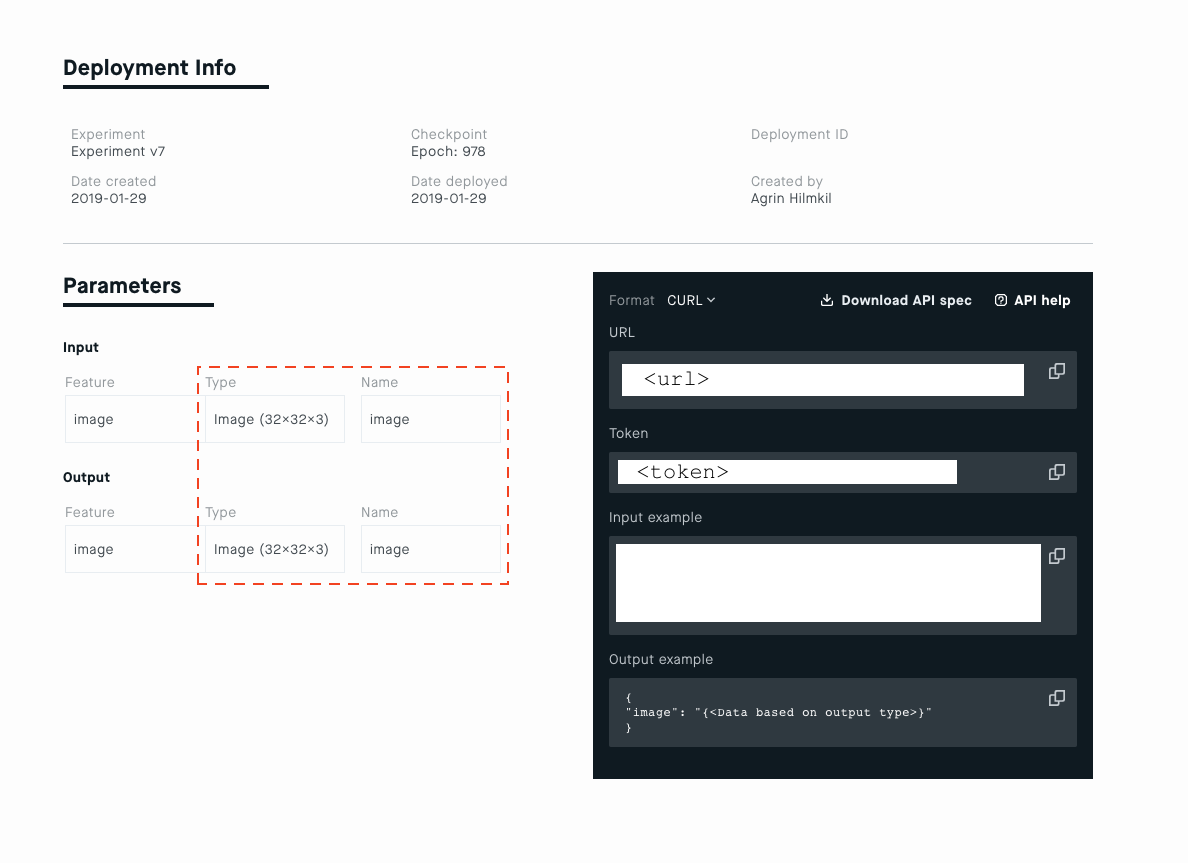 Deployment Info
Experiment Checkpoint Deployment ID
Experiment v7 Epoch: 978
Date created Date deployed Created by
2019-01-29 2019-01-29 Agrin Hilmkil
Parameters
Input
Feature Type Name
image Image (32×32×3) image
Output
Feature Type Name
image Image (32×32×3) image
Format CURL Download API spec API help
URL
<url>
Token
<token>
Input example
Output example
{
"image": "{<Data based on output type>}"
}